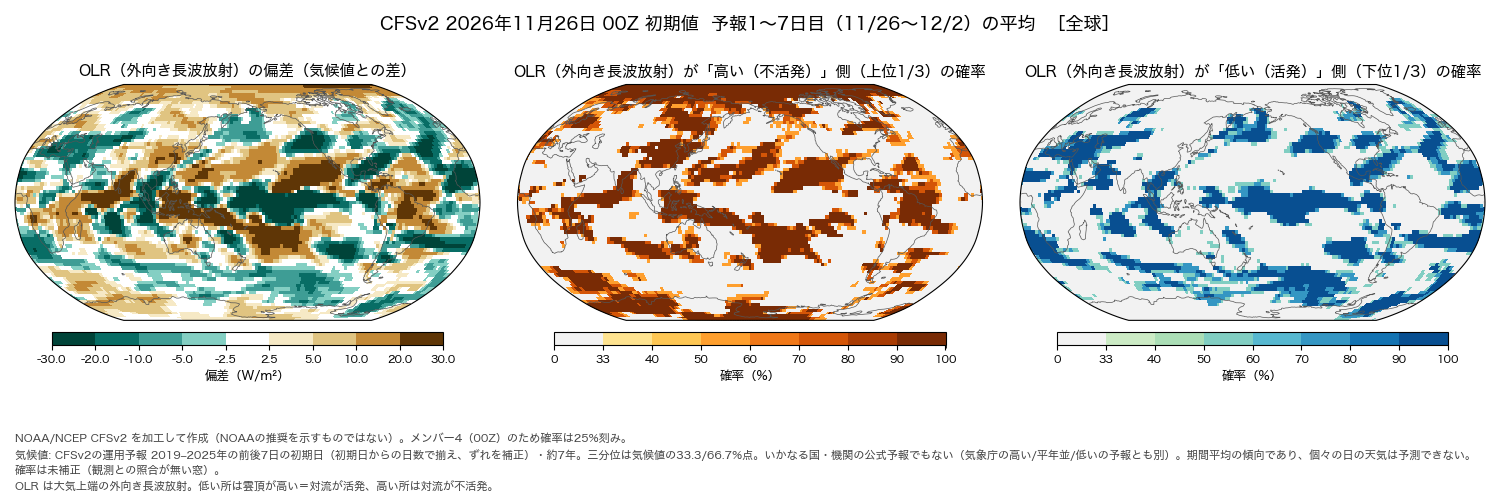 CFSv2 2026年11月26日 00Z 初期値 予報1〜7日目（11/26〜12/2）の平均 ［全球］
OLR（外向き長波放射）の偏差（気候値との差）
OLR（外向き長波放射）が「高い（不活発）」側（上位1/3）の確率
OLR（外向き長波放射）が「低い（活発）」側（下位1/3）の確率
-30.0 -20.0 -10.0 -5.0 -2.5 2.5 5.0 10.0 20.0 30.0
偏差（W/m²）
0 33 40 50 60 70 80 90 100
確率（%）
0 33 40 50 60 70 80 90 100
確率（%）
NOAA/NCEP CFSv2 を加工して作成（NOAAの推奨を示すものではない）。メンバー4（00Z）のため確率は25%刻み。
気候値: CFSv2の運用予報 2019–2025年の前後7日の初期日（初期日からの日数で揃え、ずれを補正）・約7年。三分位は気候値の33.3/66.7%点。いかなる国・機関の公式予報でもない（気象庁の高い/平年並/低いの予報とも別）。期間平均の傾向であり、個々の日の天気は予測できない。
確率は未補正（観測との照合が無い窓）。
OLR は大気上端の外向き長波放射。低い所は雲頂が高い＝対流が活発、高い所は対流が不活発。